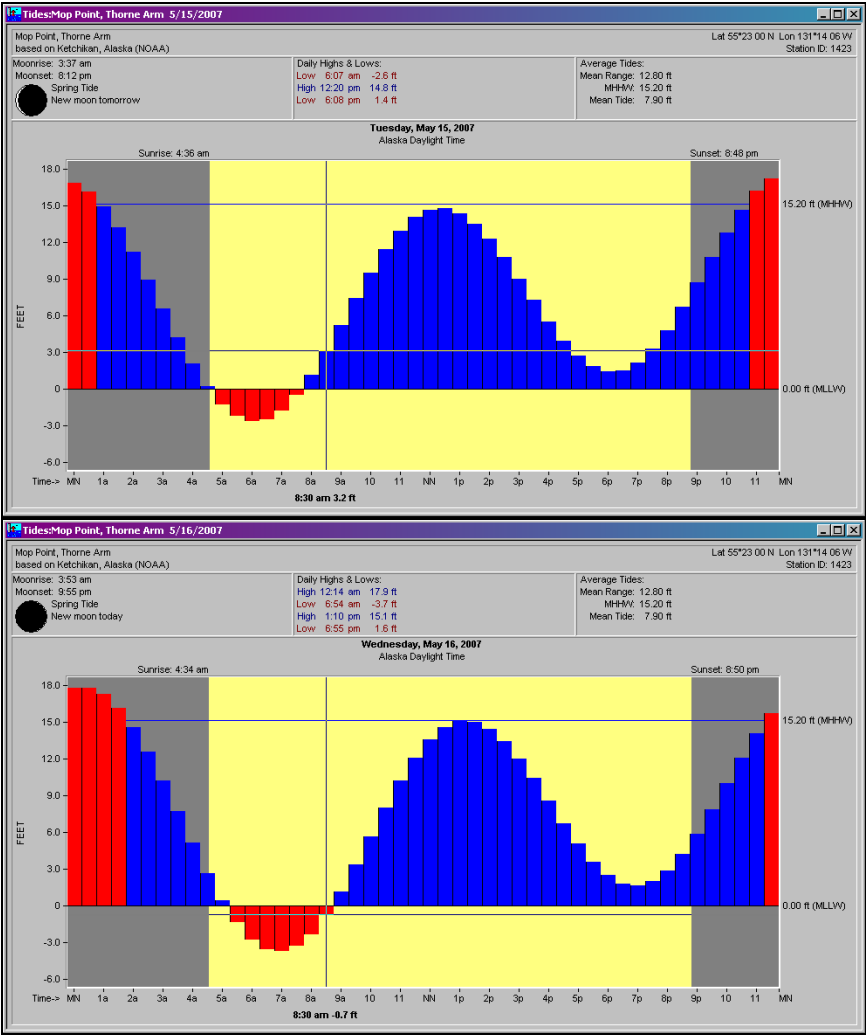 Tides:Mop Point, Thorne Arm 5/15/2007
Mop Point, Thorne Arm
Lat 55°23 00 N Lon 131°14 06 W
based on Ketchikan, Alaska (NOAA)
Station ID: 1423
Moonrise: 3:37 am
Moonset: 8:12 pm
Spring Tide
New moon tomorrow
Daily Highs & Lows:
Low 6:07 am -2.6 ft
High 12:20 pm 14.8 ft
Low 6:08 pm 1.4 ft
Average Tides:
Mean Range: 12.80 ft
MHHW: 15.20 ft
Mean Tide: 7.90 ft
Tuesday, May 15, 2007
Alaska Daylight Time
Sunrise: 4:36 am
Sunset: 8:48 pm
18.0
15.0
15.20 ft (MHHW)
12.0
9.0
6.0
FEET
3.0
0
0.00 ft (MLLW)
-3.0
-6.0
Time-> MN 1a 2a 3a 4a 5a 6a 7a 8a 9a 10 11 NN 1p 2p 3p 4p 5p 6p 7p 8p 9p 10 11 MN
8:30 am 3.2 ft
Tides:Mop Point, Thorne Arm 5/16/2007
Mop Point, Thorne Arm
Lat 55°23 00 N Lon 131°14 06 W
based on Ketchikan, Alaska (NOAA)
Station ID: 1423
Moonrise: 3:53 am
Moonset: 9:55 pm
Spring Tide
New moon today
Daily Highs & Lows:
High 12:14 am 17.9 ft
Low 6:54 am -3.7 ft
High 1:10 pm 15.1 ft
Low 6:55 pm 1.6 ft
Average Tides:
Mean Range: 12.80 ft
MHHW: 15.20 ft
Mean Tide: 7.90 ft
Wednesday, May 16, 2007
Alaska Daylight Time
Sunrise: 4:34 am
Sunset: 8:50 pm
18.0
15.0
15.20 ft (MHHW)
12.0
9.0
6.0
FEET
3.0
0
0.00 ft (MLLW)
-3.0
-6.0
Time-> MN 1a 2a 3a 4a 5a 6a 7a 8a 9a 10 11 NN 1p 2p 3p 4p 5p 6p 7p 8p 9p 10 11 MN
8:30 am -0.7 ft